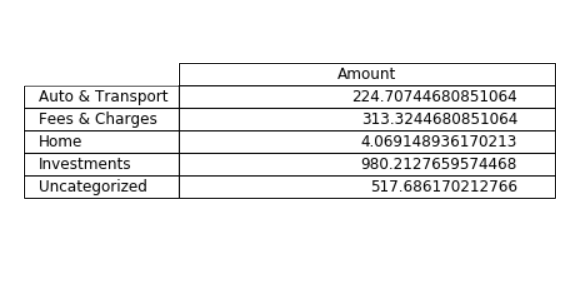 Amount
Auto & Transport 224.70744680851064
Fees & Charges 313.3244680851064
Home 4.069148936170213
Investments 980.2127659574468
Uncategorized 517.686170212766